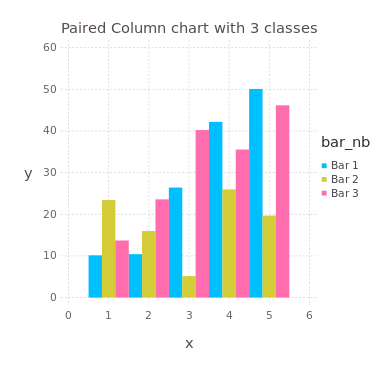 Paired Column chart with 3 classes
60
50
40
30
20
10
0
y
0 1 2 3 4 5 6
x
bar_nb
Bar 1
Bar 2
Bar 3